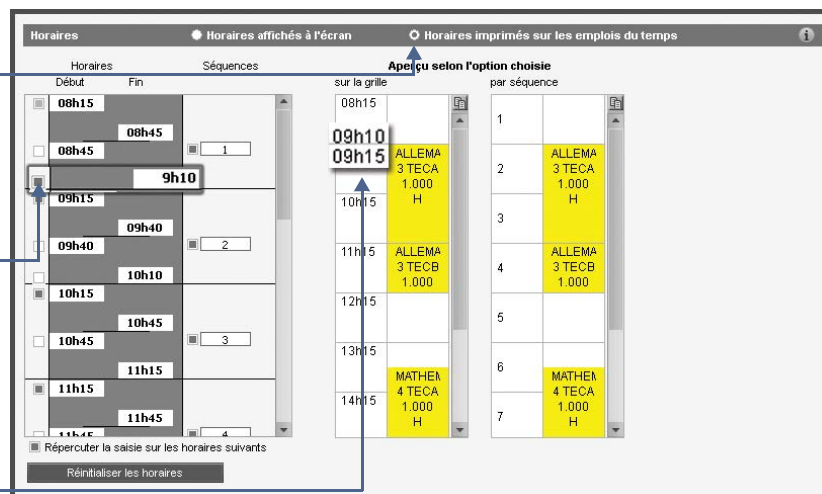 Horaires Horaires affichés à l'écran Horaires imprimés sur les emplois du temps
Horaires Séquences Aperçu selon l'option choisie
Début Fin sur la grille par séquence
08h15
08h45
08h45 1
9h10
09h15
09h40
09h40 2
10h10
10h15
10h45
10h45 3
11h15
11h15
11h45
11h45 4
Répercuter la saisie sur les horaires suivants
Réinitialiser les horaires
08h15
09h10
09h15
10h15
11h15
12h15
13h15
14h15
ALLEMA
3 TECA
1.000
H
ALLEMA
3 TECB
1.000
MATHEN
4 TECA
1.000
H
1
2
3
4
5
6
7
ALLEMA
3 TECA
1.000
H
ALLEMA
3 TECB
1.000
MATHEN
4 TECA
1.000
H